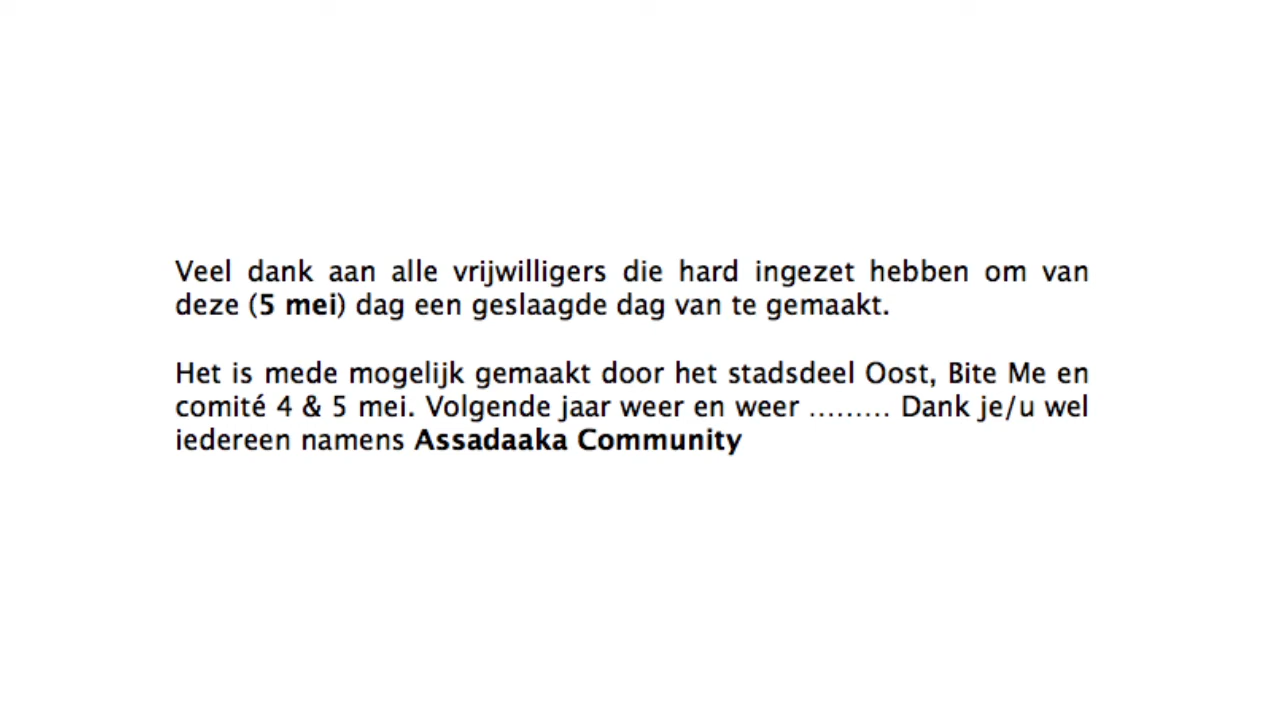 Veel dank aan alle vrijwilligers die hard ingezet hebben om van
deze (5 mei) dag een geslaagde dag van te gemaakt.
Het is mede mogelijk gemaakt door het stadsdeel Oost, Bite Me en
comité 4 & 5 mei. Volgende jaar weer en weer ……… Dank je/u wel
iedereen namens Assadaaka Community